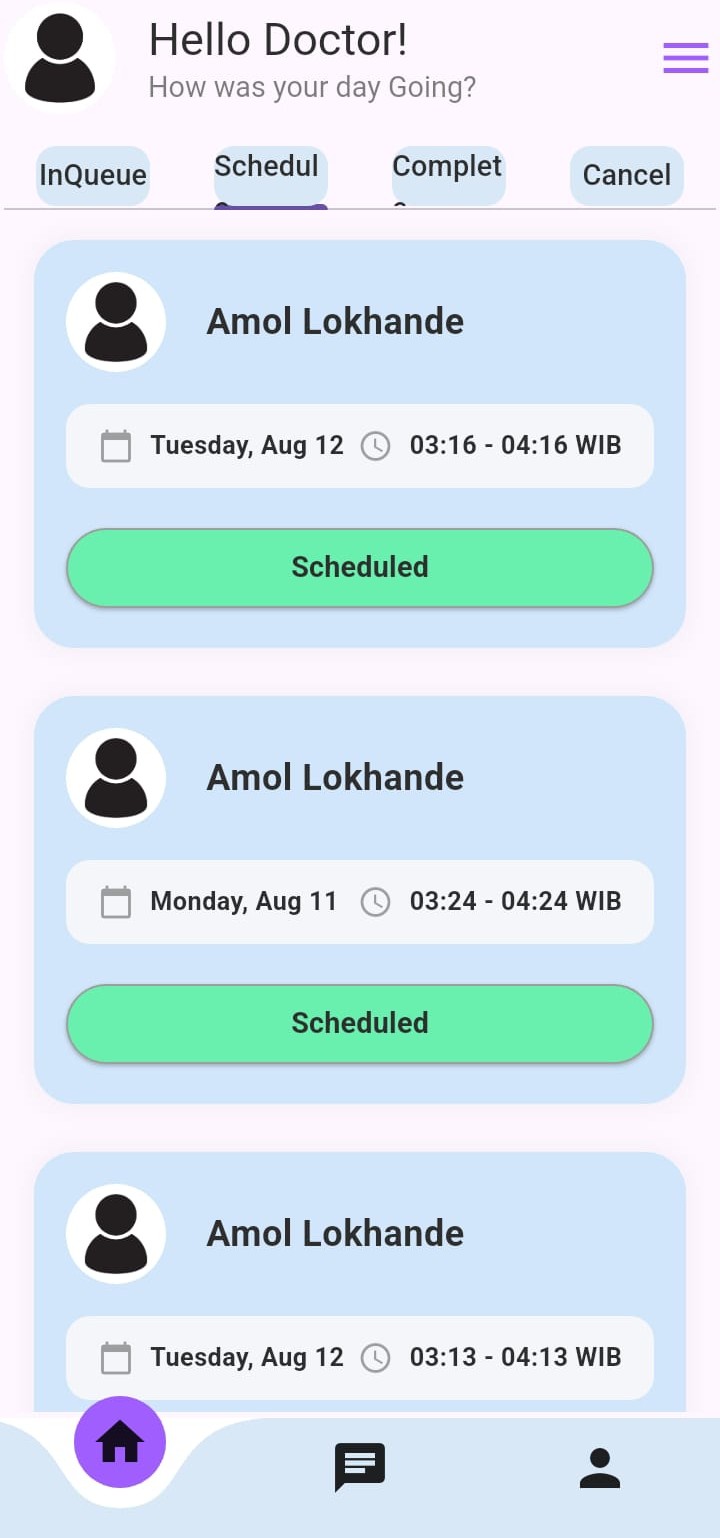 Hello Doctor!
How was your day Going?
InQueue
Schedul
Complet
Cancel
Amol Lokhande
Tuesday, Aug 12 03:16 - 04:16 WIB
Scheduled
Amol Lokhande
Monday, Aug 11 03:24 - 04:24 WIB
Scheduled
Amol Lokhande
Tuesday, Aug 12 03:13 - 04:13 WIB